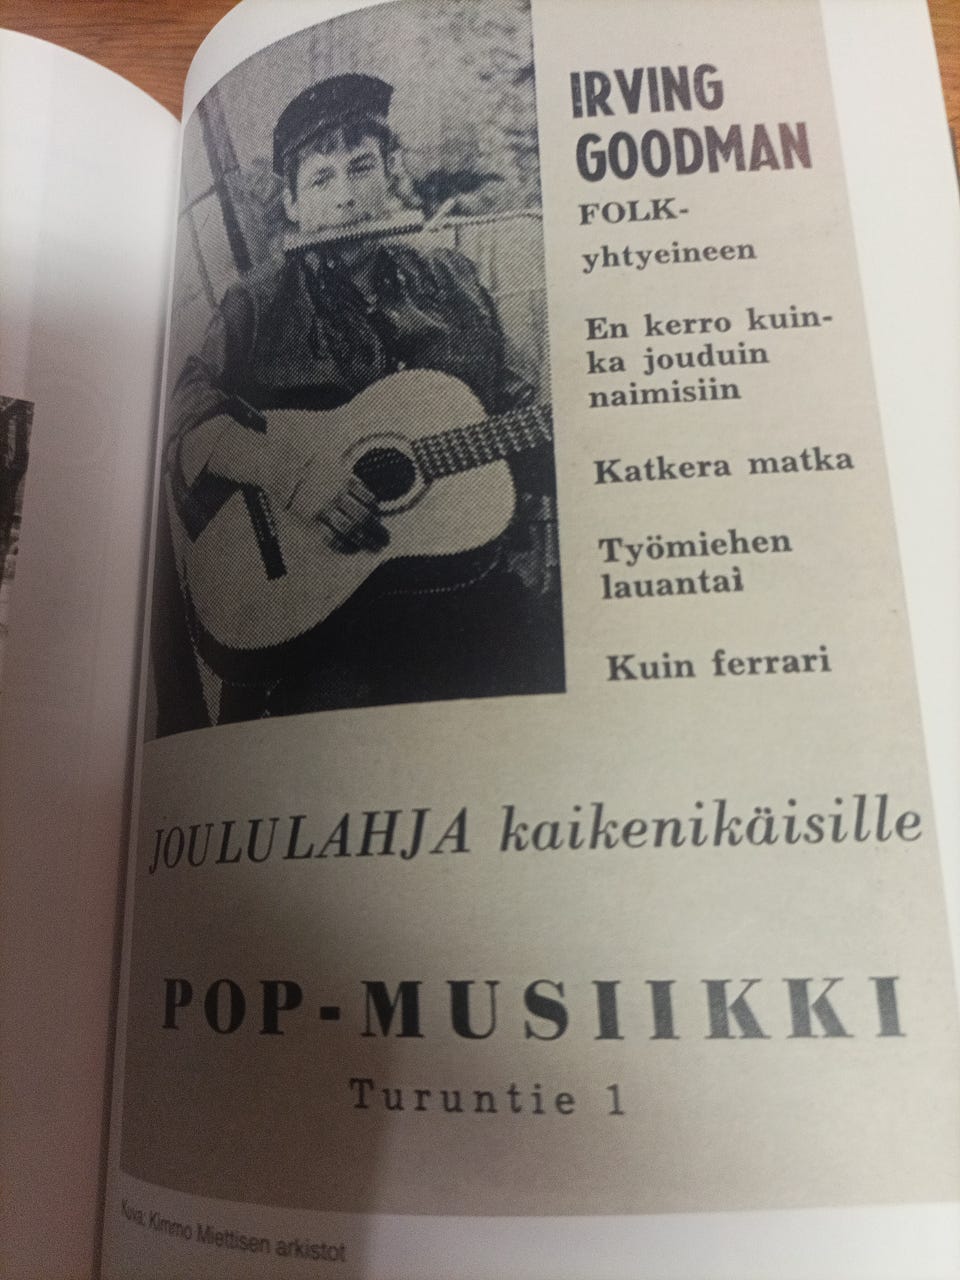 IRVING
GOODMAN
FOLK-
yhtyeineen
En kerro kuin-
ka jouduin
naimisiin
Katkera matka
Työmiehen
lauantai
Kuin ferrari
JOULULAHJA kaikenikäisille
POP-MUSIIKKI
Turuntie 1
Kuva: Kimmo Miettisen arkistot